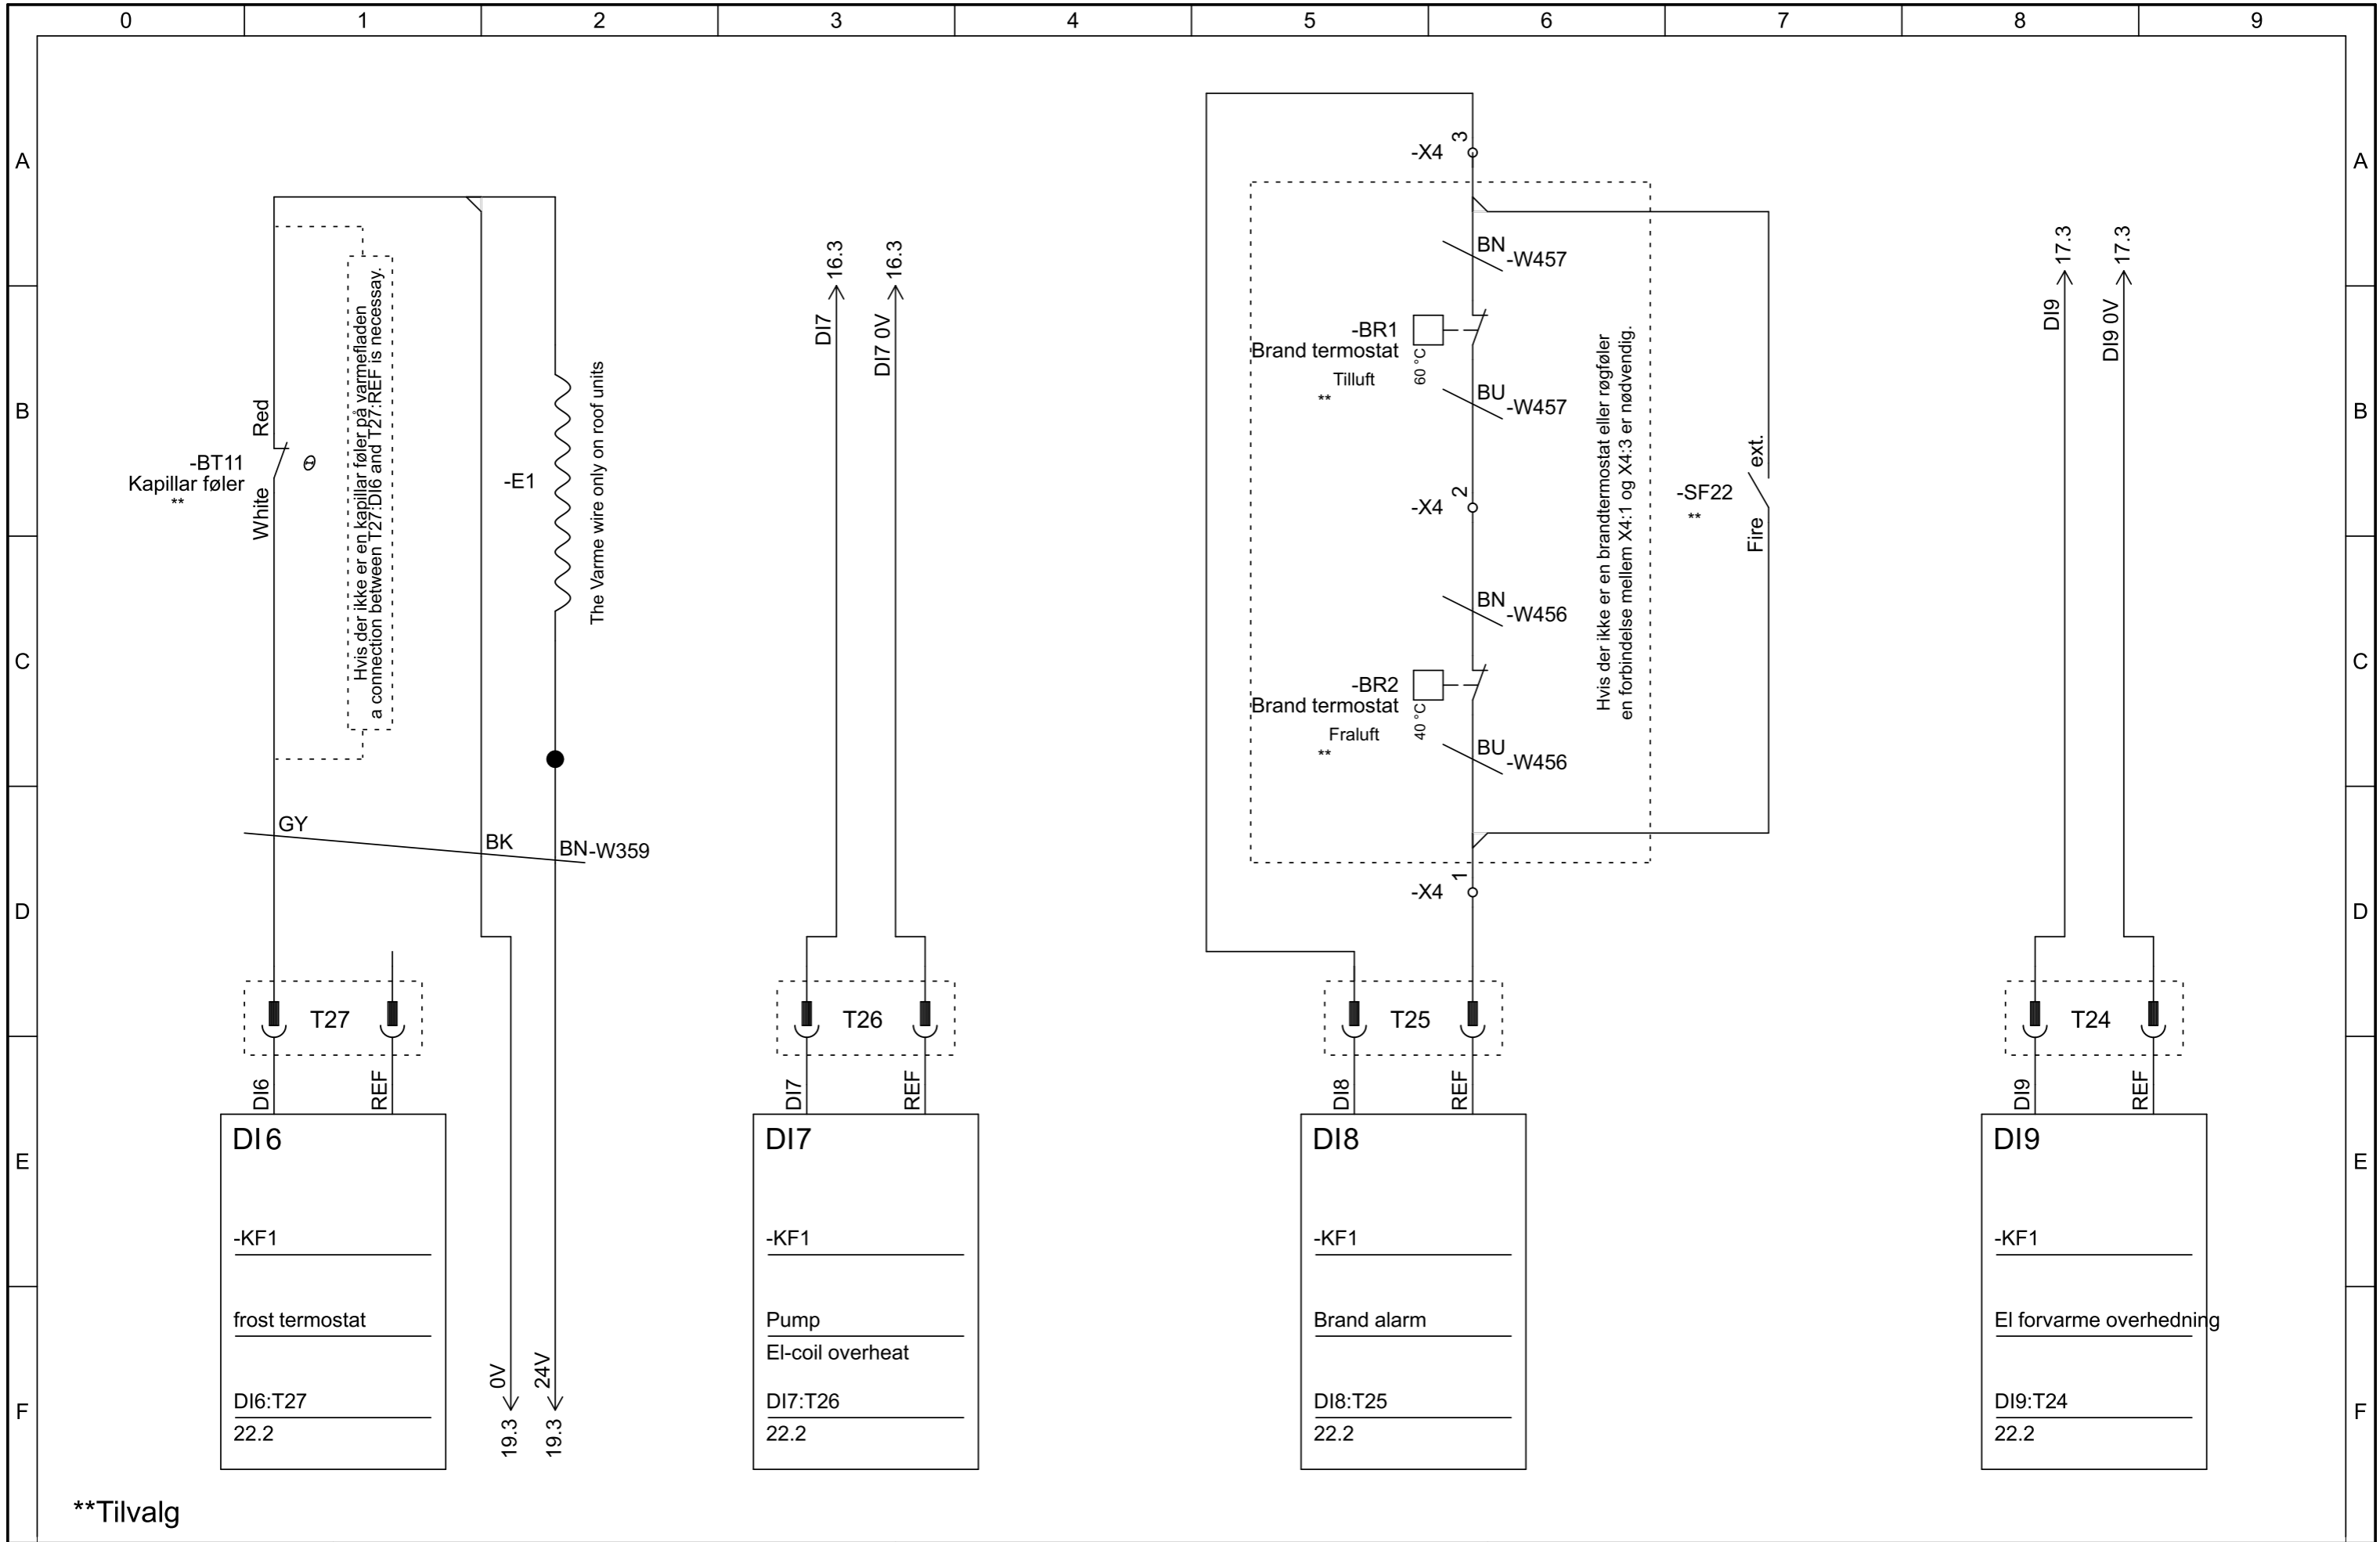 0 1 2 3 4 5 6 7 8 9
A
B
C
D
E
F
A
B
C
D
E
F
-BT11
Kapillar føler
**
Red
White
Hvis der ikke er en kapillar føler på varmefladen
a connection between T27:DI6 and T27:REF is necessay.
-E1
The Varme wire only on roof units
GY
BK
BN
-W359
T27
DI6
REF
DI6
-KF1
frost termostat
DI6:T27
22.2
0V
19.3
24V
19.3
16.3
DI7
16.3
DI7 0V
T26
DI7
REF
DI7
-KF1
Pump
El-coil overheat
DI7:T26
22.2
-X4
3
BN
-W457
-BR1
Brand termostat
Tilluft
**
60 °C
BU
-W457
-X4
2
BN
-W456
-BR2
Brand termostat
Fraluft
**
40 °C
BU
-W456
-X4
1
Hvis der ikke er en brandtermostat eller røgføler
en forbindelse mellem X4:1 og X4:3 er nødvendig.
-SF22
**
ext.
Fire
T25
DI8
REF
DI8
-KF1
Brand alarm
DI8:T25
22.2
17.3
DI9
17.3
DI9 0V
T24
DI9
REF
DI9
-KF1
El forvarme overhedning
DI9:T24
22.2
**Tilvalg